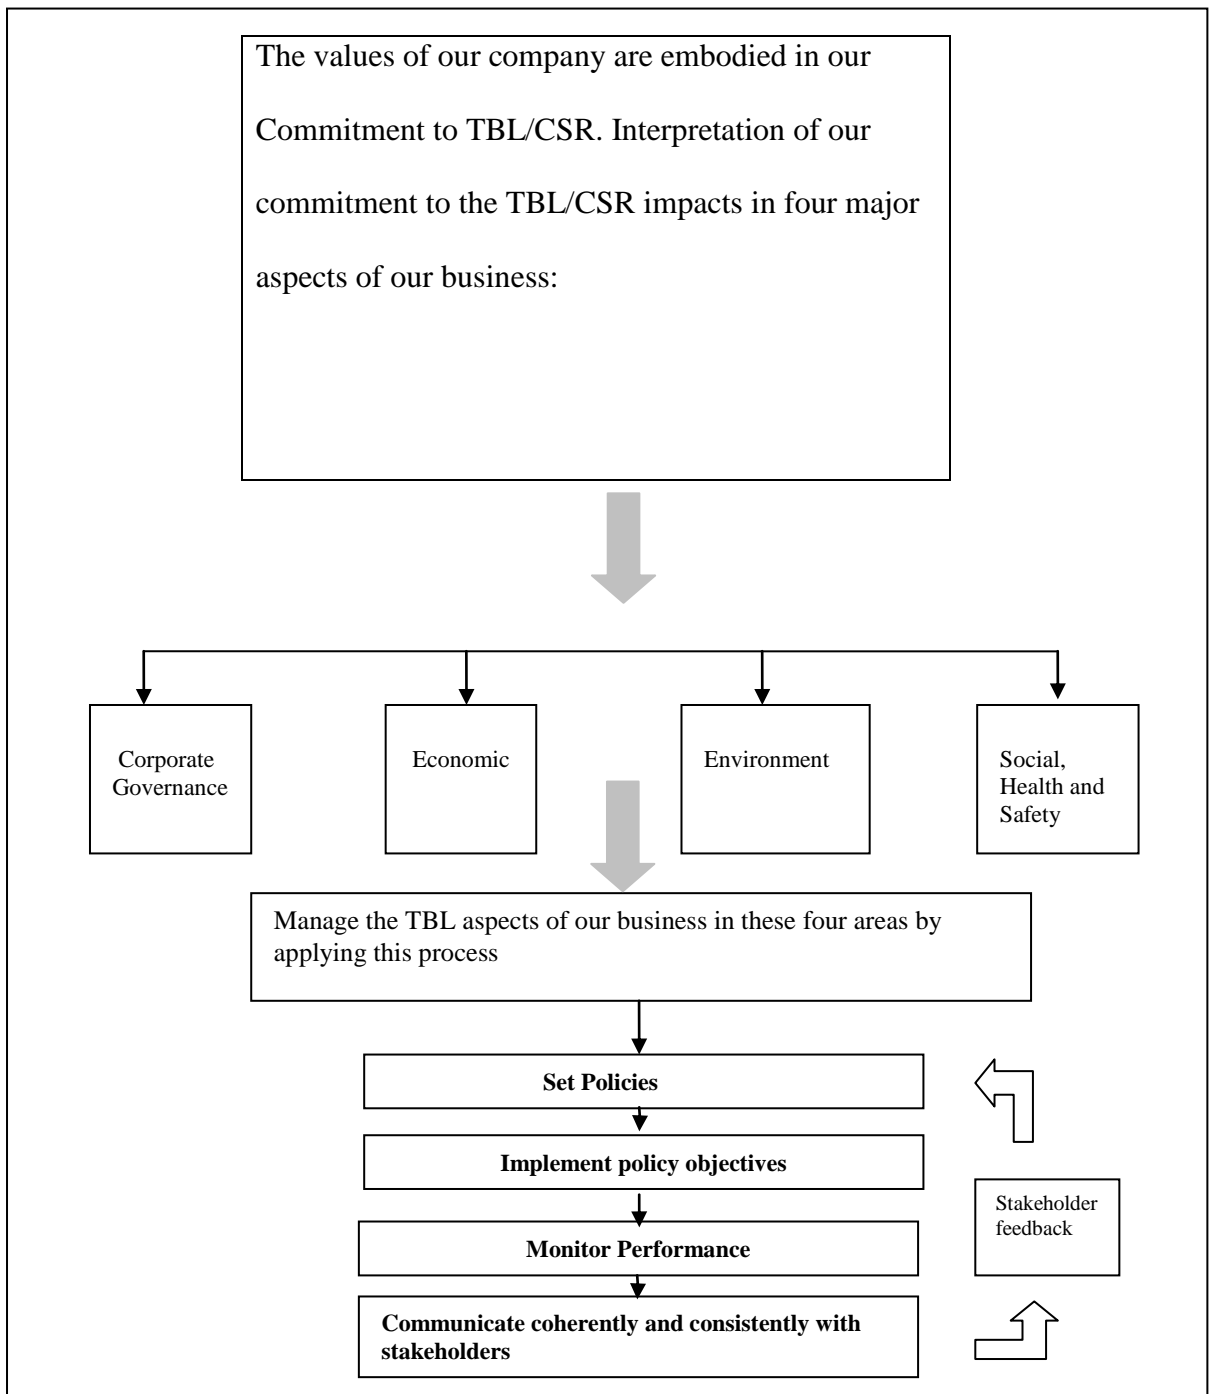 The values of our company are embodied in our
Commitment to TBL/CSR. Interpretation of our
commitment to the TBL/CSR impacts in four major
aspects of our business:
Corporate
Governance
Economic
Environment
Social,
Health and
Safety
Manage the TBL aspects of our business in these four areas by
applying this process
Set Policies
Implement policy objectives
Monitor Performance
Communicate coherently and consistently with
stakeholders
Stakeholder
feedback